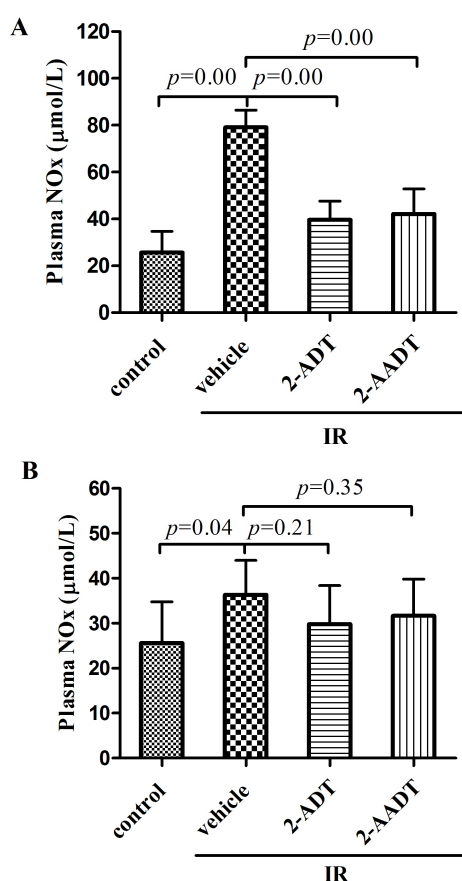 A
120
p=0.00
100
p=0.00 p=0.00
80
60
40
20
0
Plasma NOx (µmol/L)
control
vehicle
2-ADT
2-AADT
IR
B
60
p=0.35
50
p=0.04 p=0.21
40
30
20
10
0
Plasma NOx (µmol/L)
control
vehicle
2-ADT
2-AADT
IR